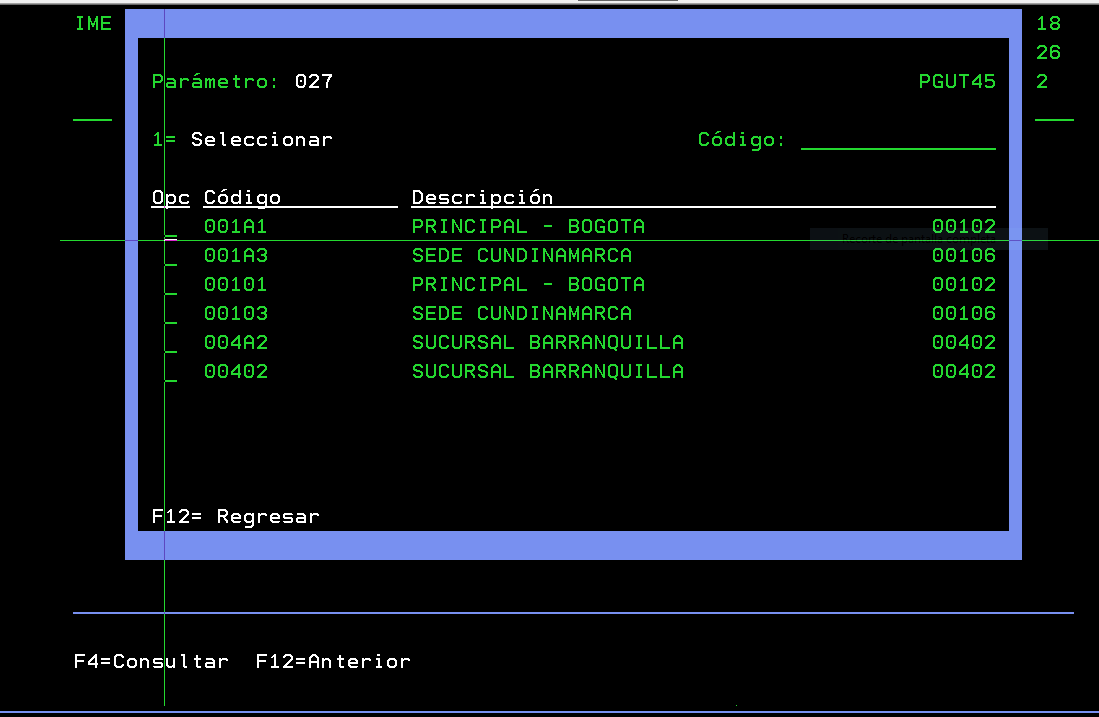 IME 18
26
Parámetro: 027 PGUT45 2
1= Seleccionar Código:
Opc Código Descripción
001A1 PRINCIPAL - BOGOTA 00102
001A3 SEDE CUNDINAMARCA 00106
00101 PRINCIPAL - BOGOTA 00102
00103 SEDE CUNDINAMARCA 00106
004A2 SUCURSAL BARRANQUILLA 00402
00402 SUCURSAL BARRANQUILLA 00402
F12= Regresar
F4=Consultar F12=Anterior